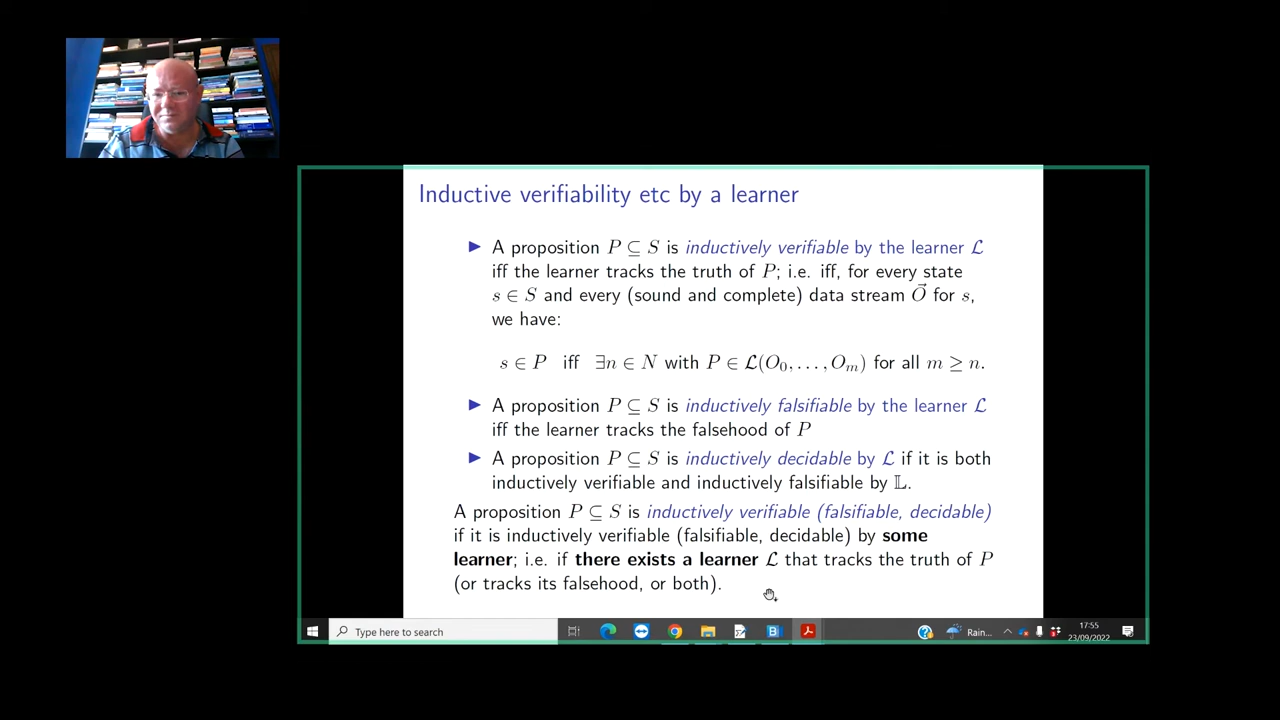 Inductive verifiability etc by a learner
▶ A proposition P ⊆ S is inductively verifiable by the learner ℒ
iff the learner tracks the truth of P; i.e. iff, for every state
s ∈ S and every (sound and complete) data stream O⃗ for s,
we have:
s ∈ P iff ∃n ∈ N with P ∈ ℒ(O₀, . . . , Oₘ) for all m ≥ n.
▶ A proposition P ⊆ S is inductively falsifiable by the learner ℒ
iff the learner tracks the falsehood of P
▶ A proposition P ⊆ S is inductively decidable by ℒ if it is both
inductively verifiable and inductively falsifiable by 𝕃.
A proposition P ⊆ S is inductively verifiable (falsifiable, decidable)
if it is inductively verifiable (falsifiable, decidable) by some
learner; i.e. if there exists a learner ℒ that tracks the truth of P
(or tracks its falsehood, or both).
Type here to search
Rain...
17:55
23/09/2022